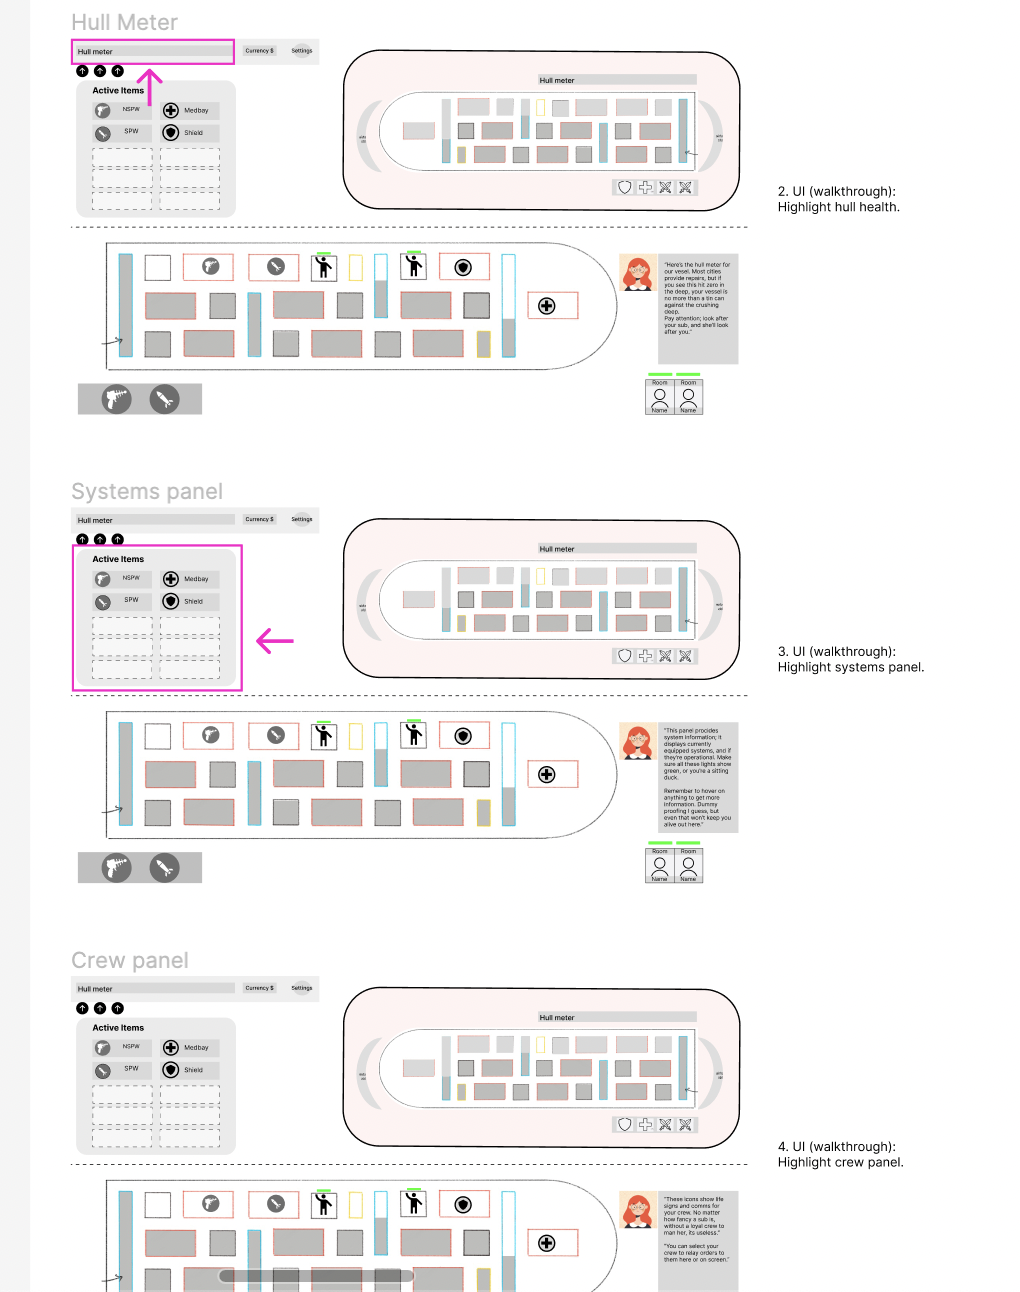 Hull Meter
Hull meter
Currency $
Settings
Active Items
NSPW
Medbay
SPW
Shield
Hull meter
2. UI (walkthrough):
Highlight hull health.
"Here's the hull meter for
our vesel. Most cities
provide repairs, but if
you see this hit zero in
the deep, your vessel is
no more than a tin can
against the crushing
deep.
Pay attention; look after
your sub, and she'll look
after you."
Room
Room
Name
Name
Systems panel
Hull meter
Currency $
Settings
Active Items
NSPW
Medbay
SPW
Shield
Hull meter
3. UI (walkthrough):
Highlight systems panel.
"This panel procides
system information; it
displays currently
equipped systems, and if
they're operational. Make
sure all these lights show
green, or you're a sitting
duck.
Remember to hover on
anything to get more
information. Dummy
proofing I guess, but
even that won't keep you
alive out here."
Room
Room
Name
Name
Crew panel
Hull meter
Currency $
Settings
Active Items
NSPW
Medbay
SPW
Shield
Hull meter
4. UI (walkthrough):
Highlight crew panel.
"These icons show life
signs and comms for
your crew. No matter
how fancy a sub is,
without a loyal crew to
man her, its useless."
"You can select your
crew to relay orders to
them here or on screen."